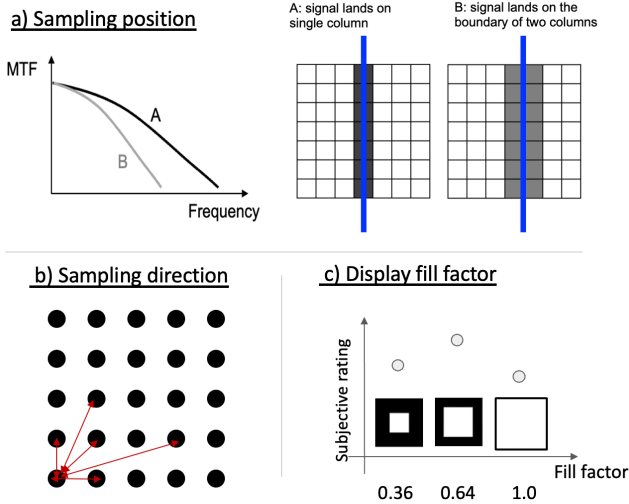 a) Sampling position
MTF
A
B
Frequency
A: signal lands on
single column
B: signal lands on the
boundary of two columns
b) Sampling direction
c) Display fill factor
Subjective rating
0.36
0.64
1.0
Fill factor